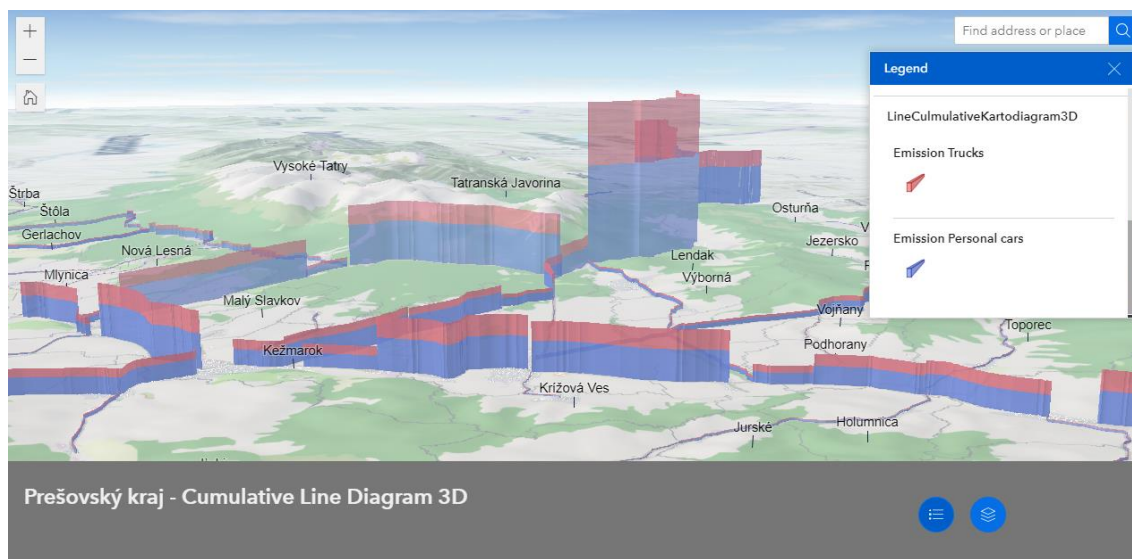 Find address or place
Legend
LineCulmulativeKartodiagram3D
Emission Trucks
Emission Personal cars
Vysoké Tatry
Tatranská Javorina
Štrba
Štôla
Gerlachov
Nová Lesná
Mlynica
Malý Slavkov
Kežmarok
Osturňa
Jezersko
Lendak
Výborná
Vojňany
Toporec
Podhorany
Krížová Ves
Jurské
Holumnica
Prešovský kraj - Cumulative Line Diagram 3D